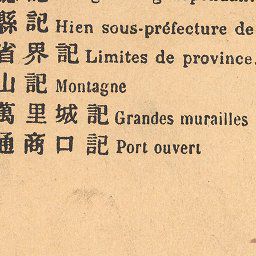 縣記 Hien sous-préfecture de
省界記 Limites de province.
山記 Montagne
萬里城記 Grandes murailles
通商口記 Port ouvert